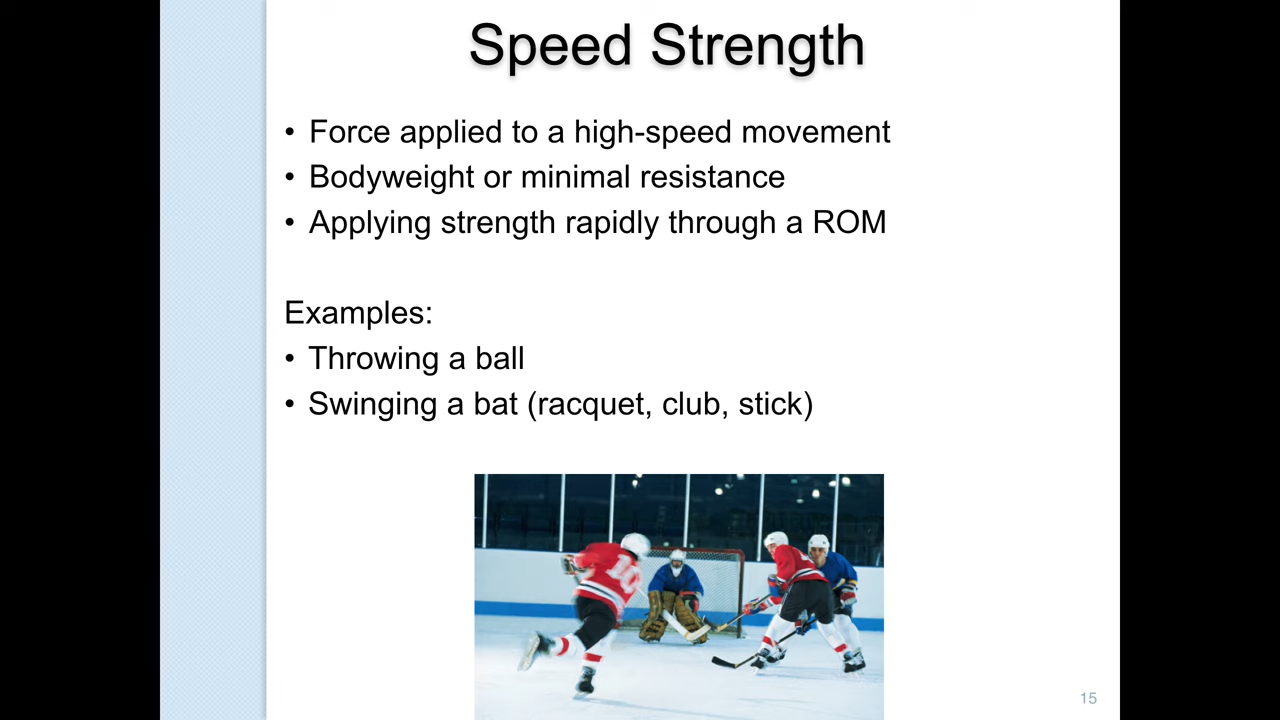 Speed Strength
• Force applied to a high-speed movement
• Bodyweight or minimal resistance
• Applying strength rapidly through a ROM
Examples:
• Throwing a ball
• Swinging a bat (racquet, club, stick)
10
15